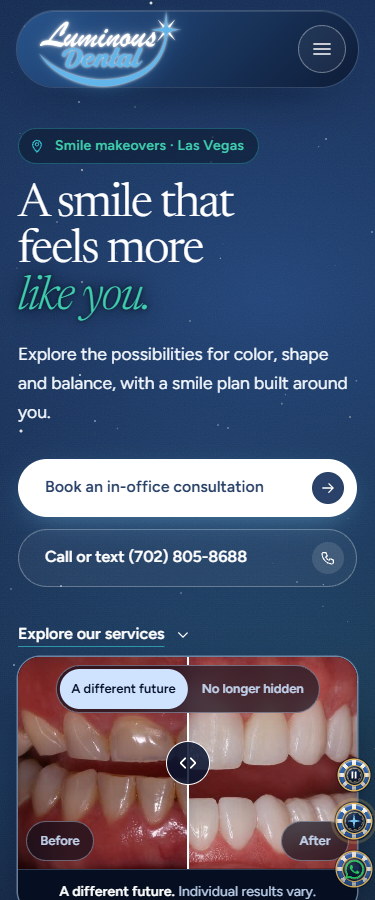 Luminous
Dental
Smile makeovers · Las Vegas
A smile that
feels more
like you.
Explore the possibilities for color, shape
and balance, with a smile plan built around
you.
Book an in-office consultation
Call or text (702) 805-8688
Explore our services
A different future No longer hidden
Before After
A different future. Individual results vary.